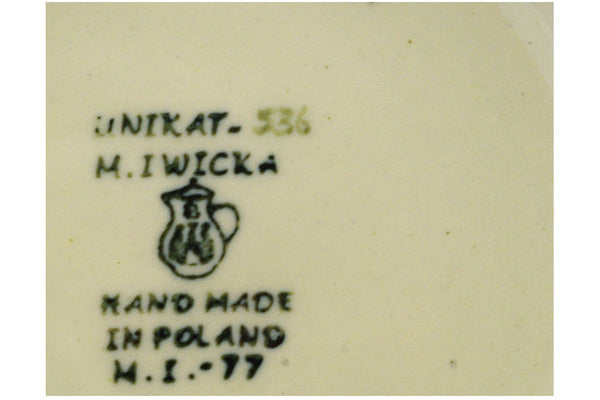 UNIKAT- 536
M. IWICKA
HAND MADE
IN POLAND
M.I.-77